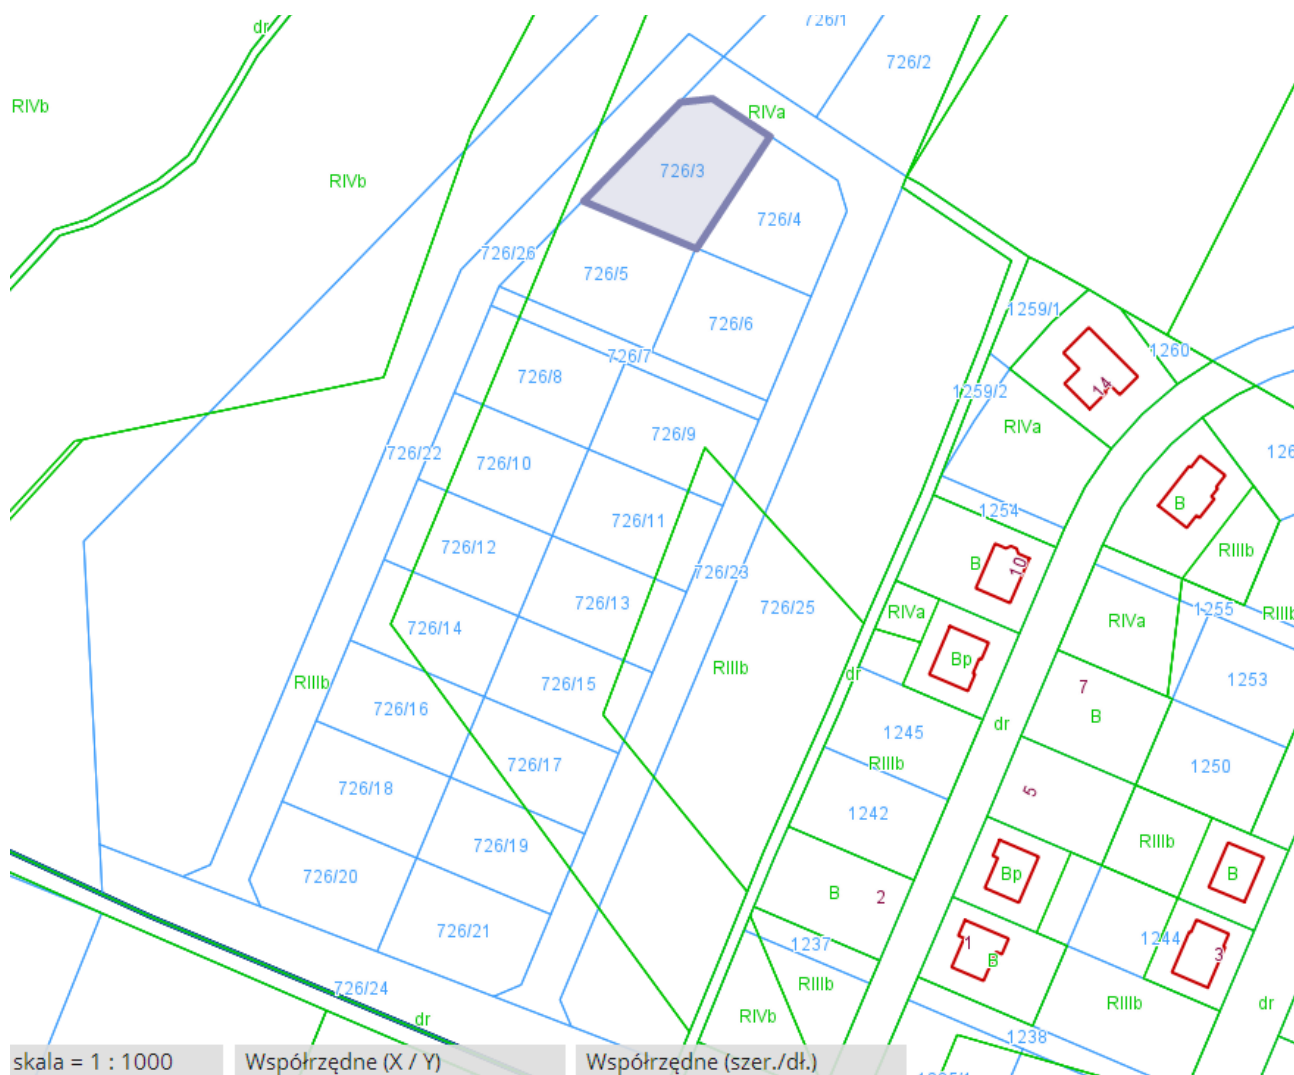 726/1
dr
726/2
RIVb
RIVa
RIVb
726/3
726/4
726/26
726/5
726/6
1259/1
726/7
1260
726/8
14
1259/2
RIVa
726/9
726/22
726/10
B
1254
726/11
726/12
RIIIb
B
10
726/23
726/13
726/25
RIVa
1255
RIIIb
RIVa
726/14
Bp
RIIIb
dr
RIIIb
726/15
7
1253
726/16
B
dr
1245
RIIIb
726/17
1250
726/18
5
1242
RIIIb
726/19
Bp
B
726/20
B
2
726/21
1237
1
B
1244
3
726/24
RIIIb
RIIIb
dr
dr
RIVb
1238
skala = 1 : 1000
Współrzędne (X / Y)
Współrzędne (szer./dł.)